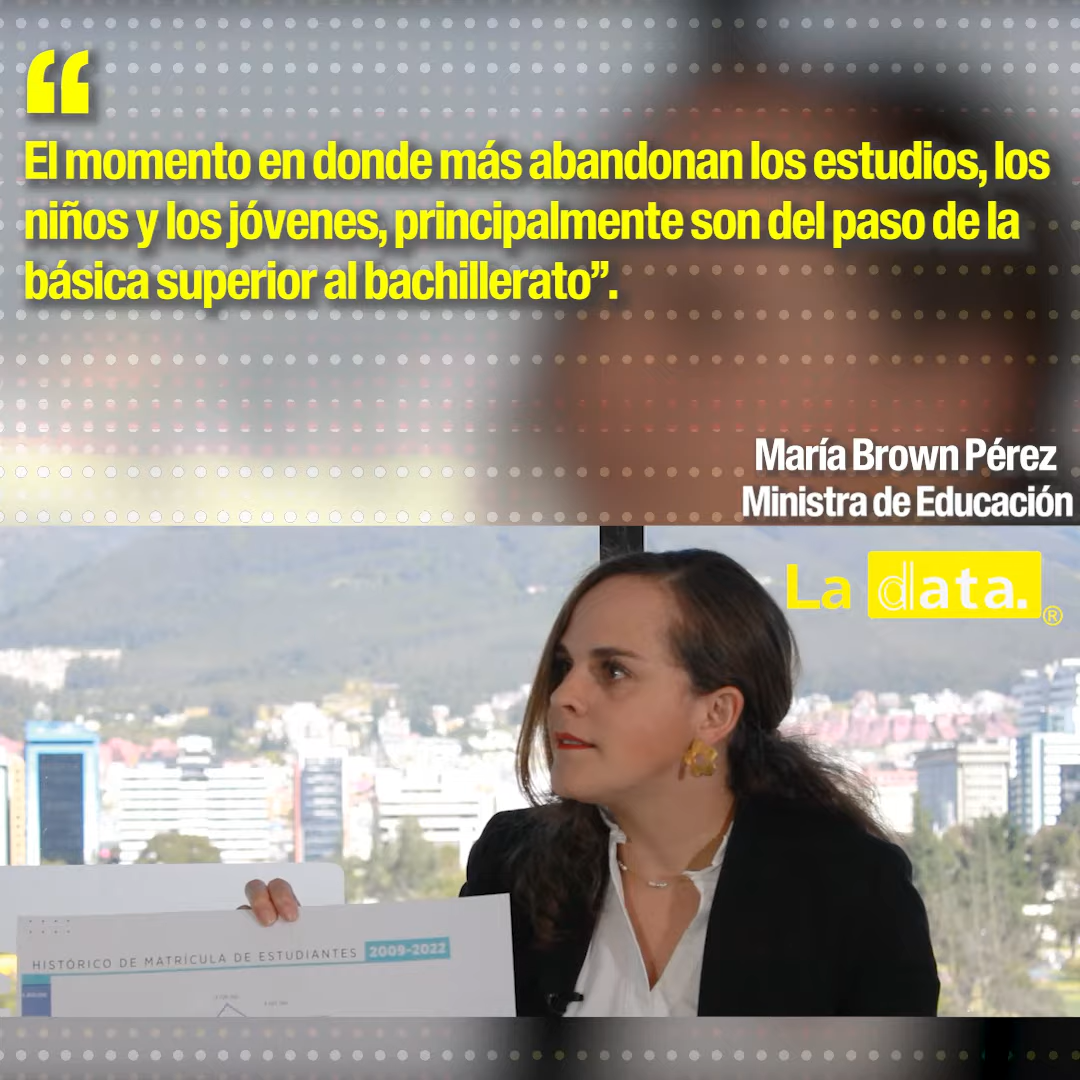 “
El momento en donde más abandonan los estudios, los
niños y los jóvenes, principalmente son del paso de la
básica superior al bachillerato”.
María Brown Pérez
Ministra de Educación
La data.®
HISTÓRICO DE MATRÍCULA DE ESTUDIANTES 2009-2022